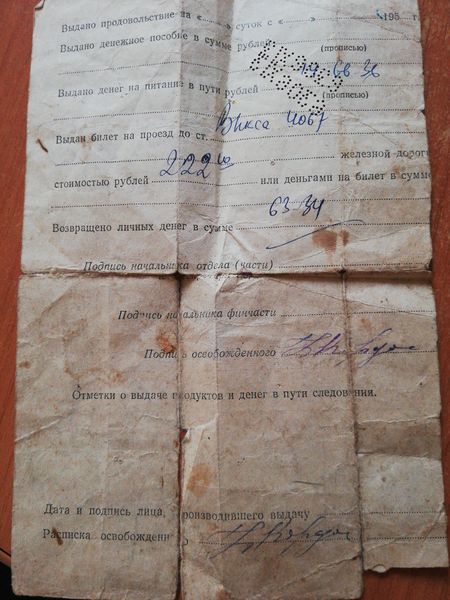 Выдано продовольствие на «......» суток с «......» 195 г.
Выдано денежное пособие в сумме рублей
(прописью)
Выдано денег на питание в пути рублей
(прописью)
Выдан билет на проезд до ст. Выкса 4067
железной дороги
стоимостью рублей 222 или деньгами на билет в сумме
63-34
Возвращено личных денег в сумме
Подпись начальника отдела (части)
Подпись начальника финчасти
Подпись освобожденного
Отметки о выдаче продуктов и денег в пути следования.
Дата и подпись лица, производившего выдачу
Расписка освобожденного